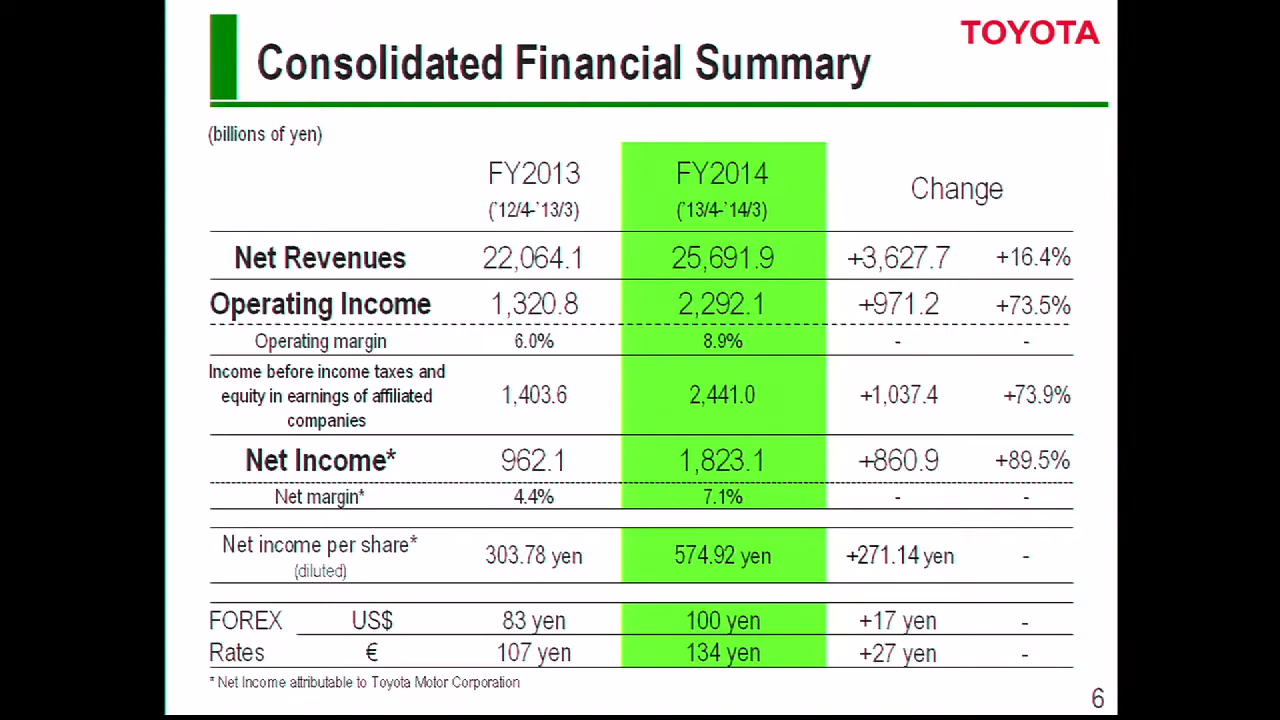 TOYOTA
Consolidated Financial Summary
(billions of yen)
FY2013 FY2014 Change
(`12/4-`13/3) (`13/4-`14/3)
Net Revenues 22,064.1 25,691.9 +3,627.7 +16.4%
Operating Income 1,320.8 2,292.1 +971.2 +73.5%
Operating margin 6.0% 8.9% - -
Income before income taxes and
equity in earnings of affiliated 1,403.6 2,441.0 +1,037.4 +73.9%
companies
Net Income* 962.1 1,823.1 +860.9 +89.5%
Net margin* 4.4% 7.1% - -
Net income per share* 303.78 yen 574.92 yen +271.14 yen -
(diluted)
FOREX US$ 83 yen 100 yen +17 yen -
Rates € 107 yen 134 yen +27 yen -
* Net Income attributable to Toyota Motor Corporation
6